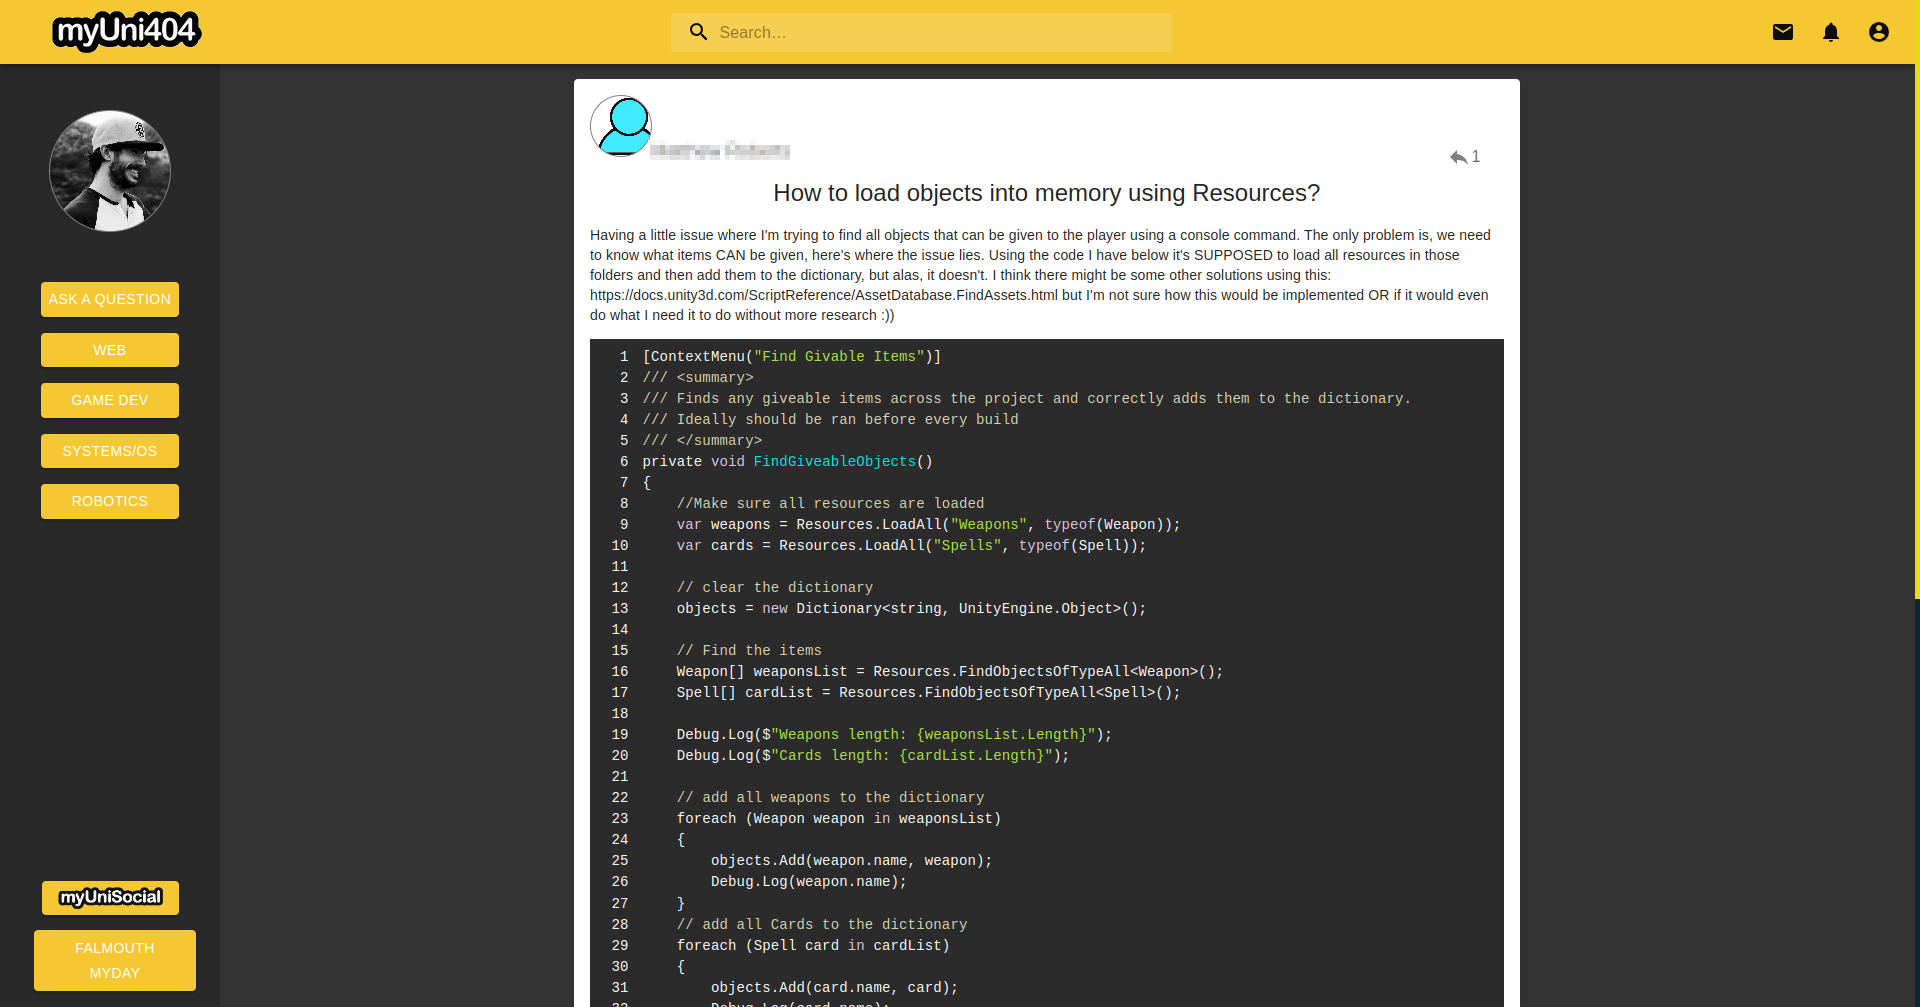 myUni404
Search…
ASK A QUESTION
WEB
GAME DEV
SYSTEMS/OS
ROBOTICS
myUniSocial
FALMOUTH
MYDAY
1
How to load objects into memory using Resources?
Having a little issue where I'm trying to find all objects that can be given to the player using a console command. The only problem is, we need
to know what items CAN be given, here's where the issue lies. Using the code I have below it's SUPPOSED to load all resources in those
folders and then add them to the dictionary, but alas, it doesn't. I think there might be some other solutions using this:
https://docs.unity3d.com/ScriptReference/AssetDatabase.FindAssets.html but I'm not sure how this would be implemented OR if it would even
do what I need it to do without more research :))
1 [ContextMenu("Find Givable Items")]
2 /// <summary>
3 /// Finds any giveable items across the project and correctly adds them to the dictionary.
4 /// Ideally should be ran before every build
5 /// </summary>
6 private void FindGiveableObjects()
7 {
8     //Make sure all resources are loaded
9     var weapons = Resources.LoadAll("Weapons", typeof(Weapon));
10     var cards = Resources.LoadAll("Spells", typeof(Spell));
11
12     // clear the dictionary
13     objects = new Dictionary<string, UnityEngine.Object>();
14
15     // Find the items
16     Weapon[] weaponsList = Resources.FindObjectsOfTypeAll<Weapon>();
17     Spell[] cardList = Resources.FindObjectsOfTypeAll<Spell>();
18
19     Debug.Log($"Weapons length: {weaponsList.Length}");
20     Debug.Log($"Cards length: {cardList.Length}");
21
22     // add all weapons to the dictionary
23     foreach (Weapon weapon in weaponsList)
24     {
25         objects.Add(weapon.name, weapon);
26         Debug.Log(weapon.name);
27     }
28     // add all Cards to the dictionary
29     foreach (Spell card in cardList)
30     {
31         objects.Add(card.name, card);
32         Debug.Log(card.name);